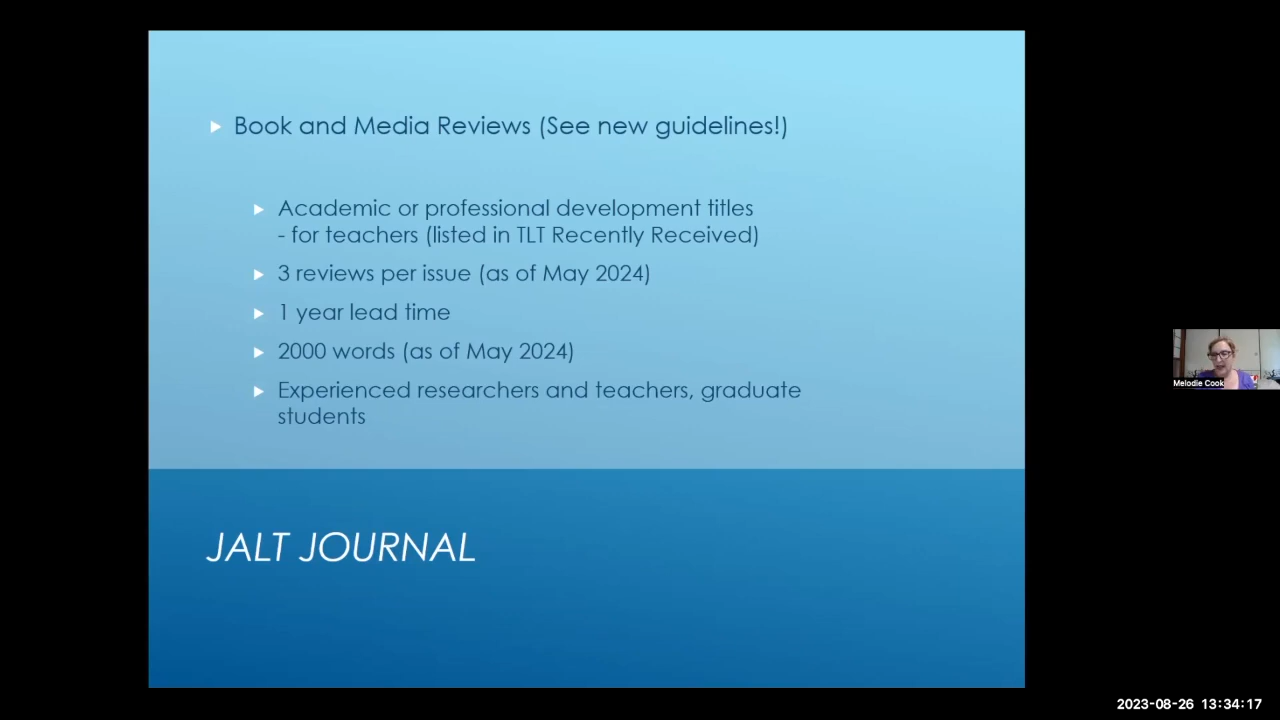 Book and Media Reviews (See new guidelines!)
Academic or professional development titles
- for teachers (listed in TLT Recently Received)
3 reviews per issue (as of May 2024)
1 year lead time
2000 words (as of May 2024)
Experienced researchers and teachers, graduate
students
JALT JOURNAL
Melodie Cook
2023-08-26 13:34:17